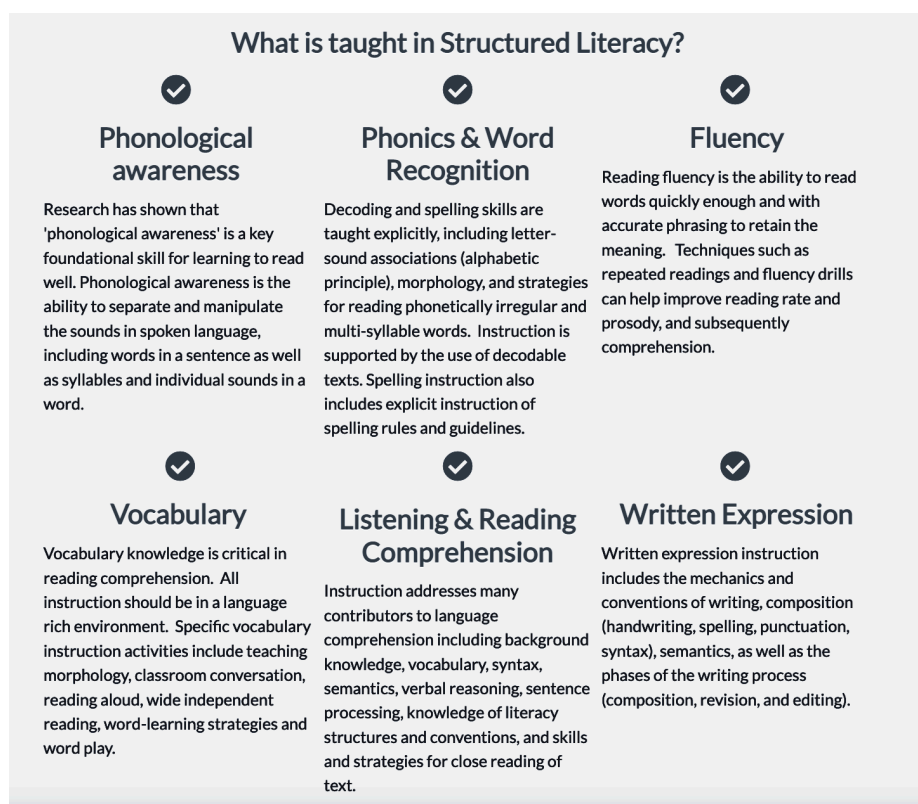 What is taught in Structured Literacy?
Phonological
awareness
Research has shown that
'phonological awareness' is a key
foundational skill for learning to read
well. Phonological awareness is the
ability to separate and manipulate
the sounds in spoken language,
including words in a sentence as well
as syllables and individual sounds in a
word.
Phonics & Word
Recognition
Decoding and spelling skills are
taught explicitly, including letter-
sound associations (alphabetic
principle), morphology, and strategies
for reading phonetically irregular and
multi-syllable words.  Instruction is
supported by the use of decodable
texts. Spelling instruction also
includes explicit instruction of
spelling rules and guidelines.
Fluency
Reading fluency is the ability to read
words quickly enough and with
accurate phrasing to retain the
meaning.   Techniques such as
repeated readings and fluency drills
can help improve reading rate and
prosody, and subsequently
comprehension.
Vocabulary
Vocabulary knowledge is critical in
reading comprehension.  All
instruction should be in a language
rich environment.  Specific vocabulary
instruction activities include teaching
morphology, classroom conversation,
reading aloud, wide independent
reading, word-learning strategies and
word play.
Listening & Reading
Comprehension
Instruction addresses many
contributors to language
comprehension including background
knowledge, vocabulary, syntax,
semantics, verbal reasoning, sentence
processing, knowledge of literacy
structures and conventions, and skills
and strategies for close reading of
text.
Written Expression
Written expression instruction
includes the mechanics and
conventions of writing, composition
(handwriting, spelling, punctuation,
syntax), semantics, as well as the
phases of the writing process
(composition, revision, and editing).